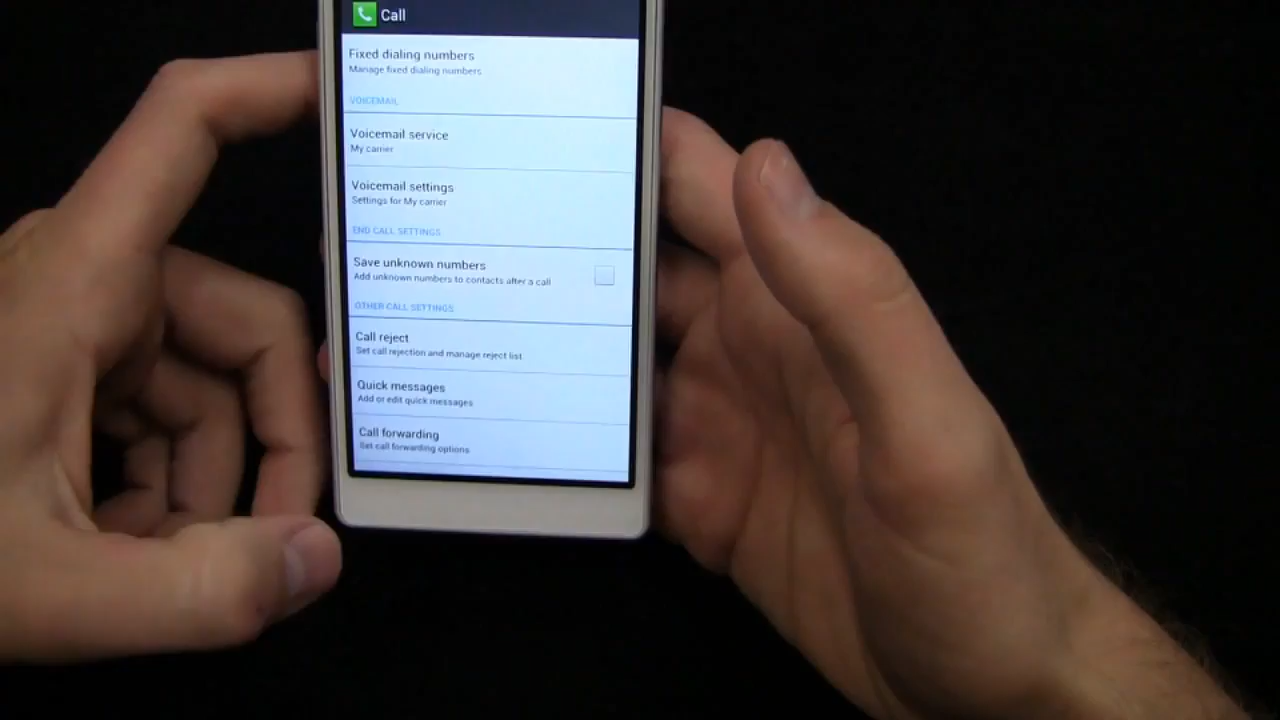 Call
Fixed dialing numbers
Manage fixed dialing numbers
VOICEMAIL
Voicemail service
My carrier
Voicemail settings
Settings for My carrier
END CALL SETTINGS
Save unknown numbers
Add unknown numbers to contacts after a call
OTHER CALL SETTINGS
Call reject
Set call rejection and manage reject list
Quick messages
Add or edit quick messages
Call forwarding
Set call forwarding options